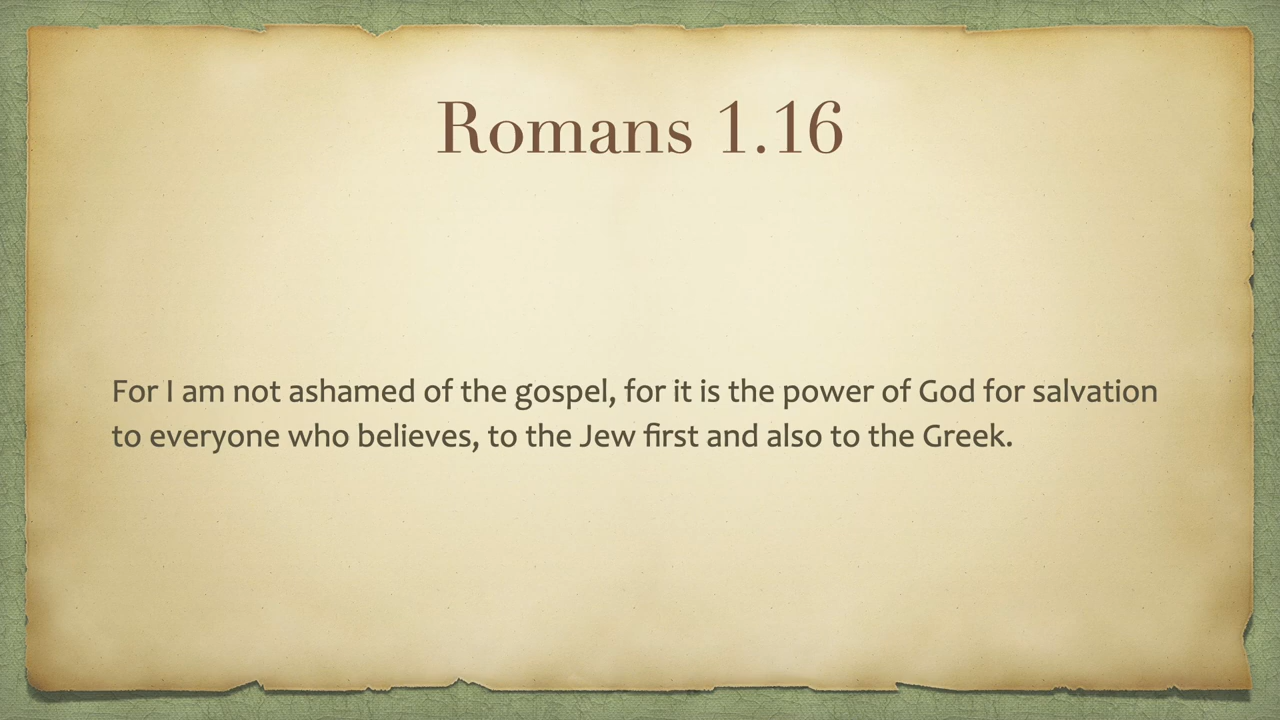 Romans 1.16
For I am not ashamed of the gospel, for it is the power of God for salvation
to everyone who believes, to the Jew first and also to the Greek.